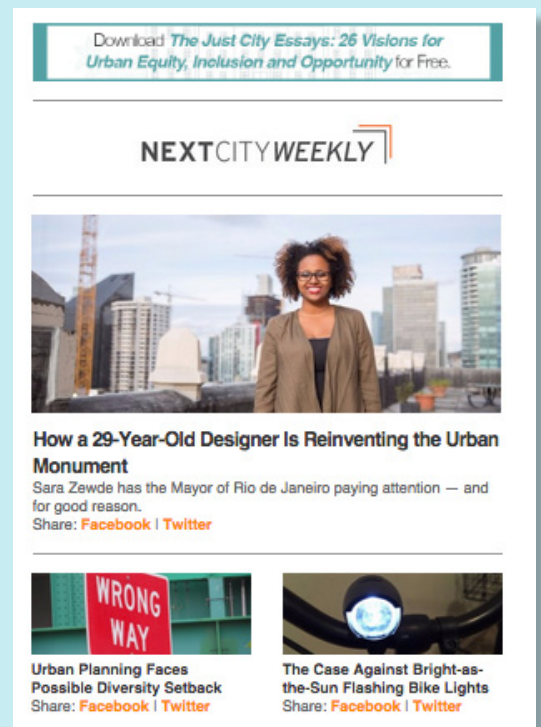 Download The Just City Essays: 26 Visions for
Urban Equity, Inclusion and Opportunity for Free.
NEXTCITYWEEKLY
How a 29-Year-Old Designer Is Reinventing the Urban
Monument
Sara Zewde has the Mayor of Rio de Janeiro paying attention — and
for good reason.
Share: Facebook | Twitter
WRONG
WAY
Urban Planning Faces
Possible Diversity Setback
Share: Facebook | Twitter
The Case Against Bright-as-
the-Sun Flashing Bike Lights
Share: Facebook | Twitter